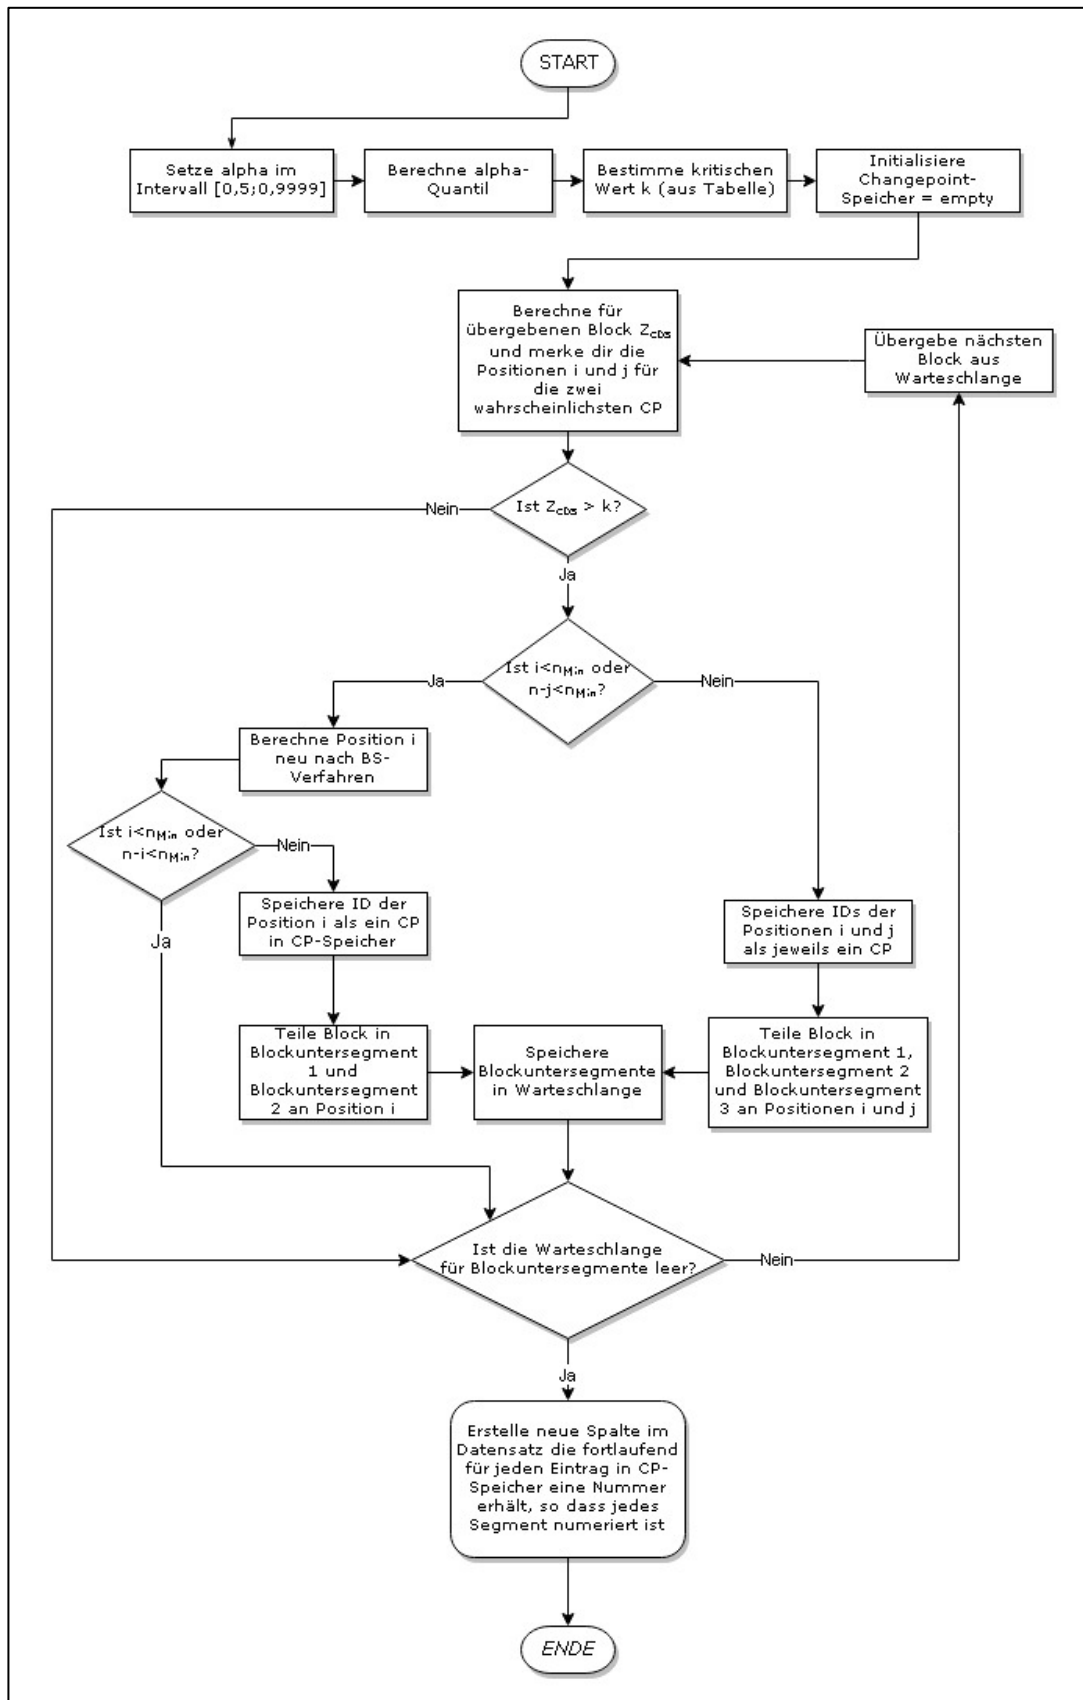 START
Setze alpha im
Intervall [0,5;0,9999]
Berechne alpha-
Quantil
Bestimme kritischen
Wert k (aus Tabelle)
Initialisiere
Changepoint-
Speicher = empty
Berechne für
übergebenen Block ZcDs
und merke dir die
Positionen i und j für
die zwei
wahrscheinlichsten CP
Übergebe nächsten
Block aus
Warteschlange
Ist ZcDs > k?
Nein
Ja
Ist i<nMin oder
n-j<nMin?
Ja
Nein
Berechne Position i
neu nach BS-
Verfahren
Ist i<nMin oder
n-i<nMin?
Nein
Ja
Speichere ID der
Position i als ein CP
in CP-Speicher
Speichere IDs der
Positionen i und j
als jeweils ein CP
Teile Block in
Blockuntersegment
1 und
Blockuntersegment
2 an Position i
Speichere
Blockuntersegmente
in Warteschlange
Teile Block in
Blockuntersegment 1,
Blockuntersegment 2
und Blockuntersegment
3 an Positionen i und j
Ist die Warteschlange
für Blockuntersegmente leer?
Nein
Ja
Erstelle neue Spalte im
Datensatz die fortlaufend
für jeden Eintrag in CP-
Speicher eine Nummer
erhält, so dass jedes
Segment numeriert ist
ENDE